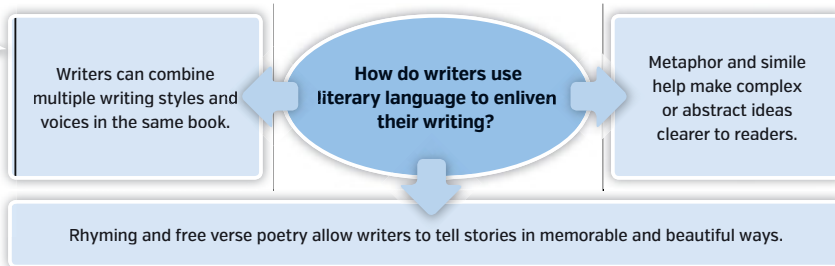 Writers can combine
multiple writing styles and
voices in the same book.
How do writers use
literary language to enliven
their writing?
Metaphor and simile
help make complex
or abstract ideas
clearer to readers.
Rhyming and free verse poetry allow writers to tell stories in memorable and beautiful ways.